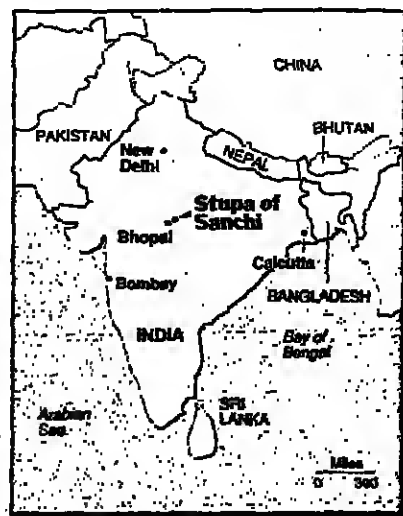 CHINA
PAKISTAN
New
Delhi
NEPAL
BHUTAN
Stupa of
Sanchi
Bhopal
Calcutta
Bombay
BANGLADESH
INDIA
Bay of
Bengal
Arabian
Sea
SRI
LANKA
Miles
0 300